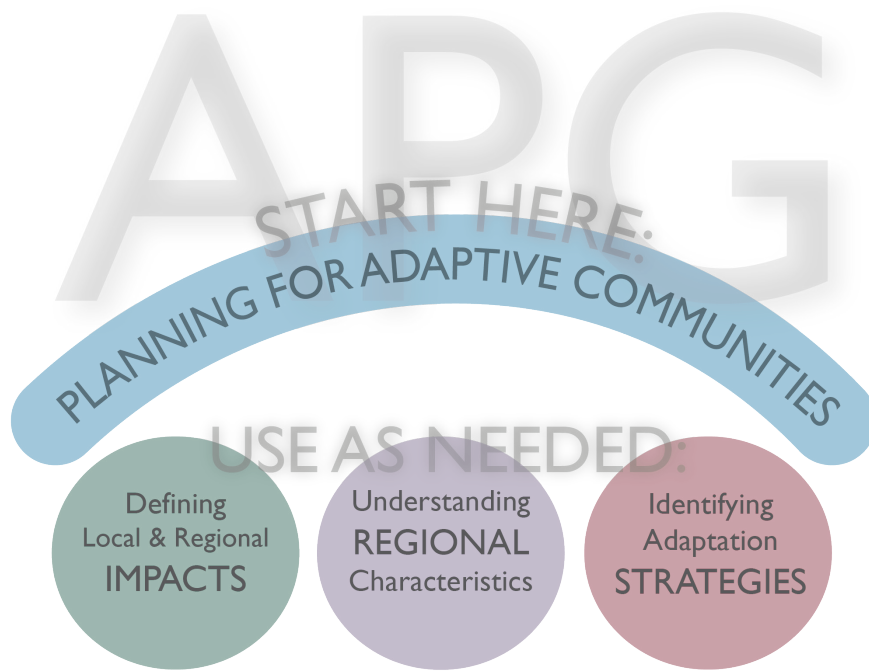 APG
START HERE:
PLANNING FOR ADAPTIVE COMMUNITIES
USE AS NEEDED:
Defining
Local & Regional
IMPACTS
Understanding
REGIONAL
Characteristics
Identifying
Adaptation
STRATEGIES